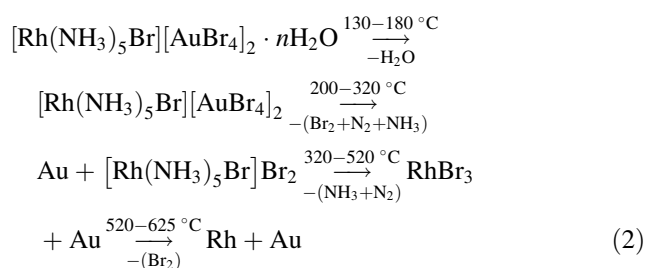 [Rh(NH₃)₅Br][AuBr₄]₂ · nH₂O 130−180 °C ⟶ −H₂O
[Rh(NH₃)₅Br][AuBr₄]₂ 200−320 °C ⟶ −(Br₂+N₂+NH₃)
Au + [Rh(NH₃)₅Br]Br₂ 320−520 °C ⟶ −(NH₃+N₂) RhBr₃
+ Au 520−625 °C ⟶ −(Br₂) Rh + Au (2)